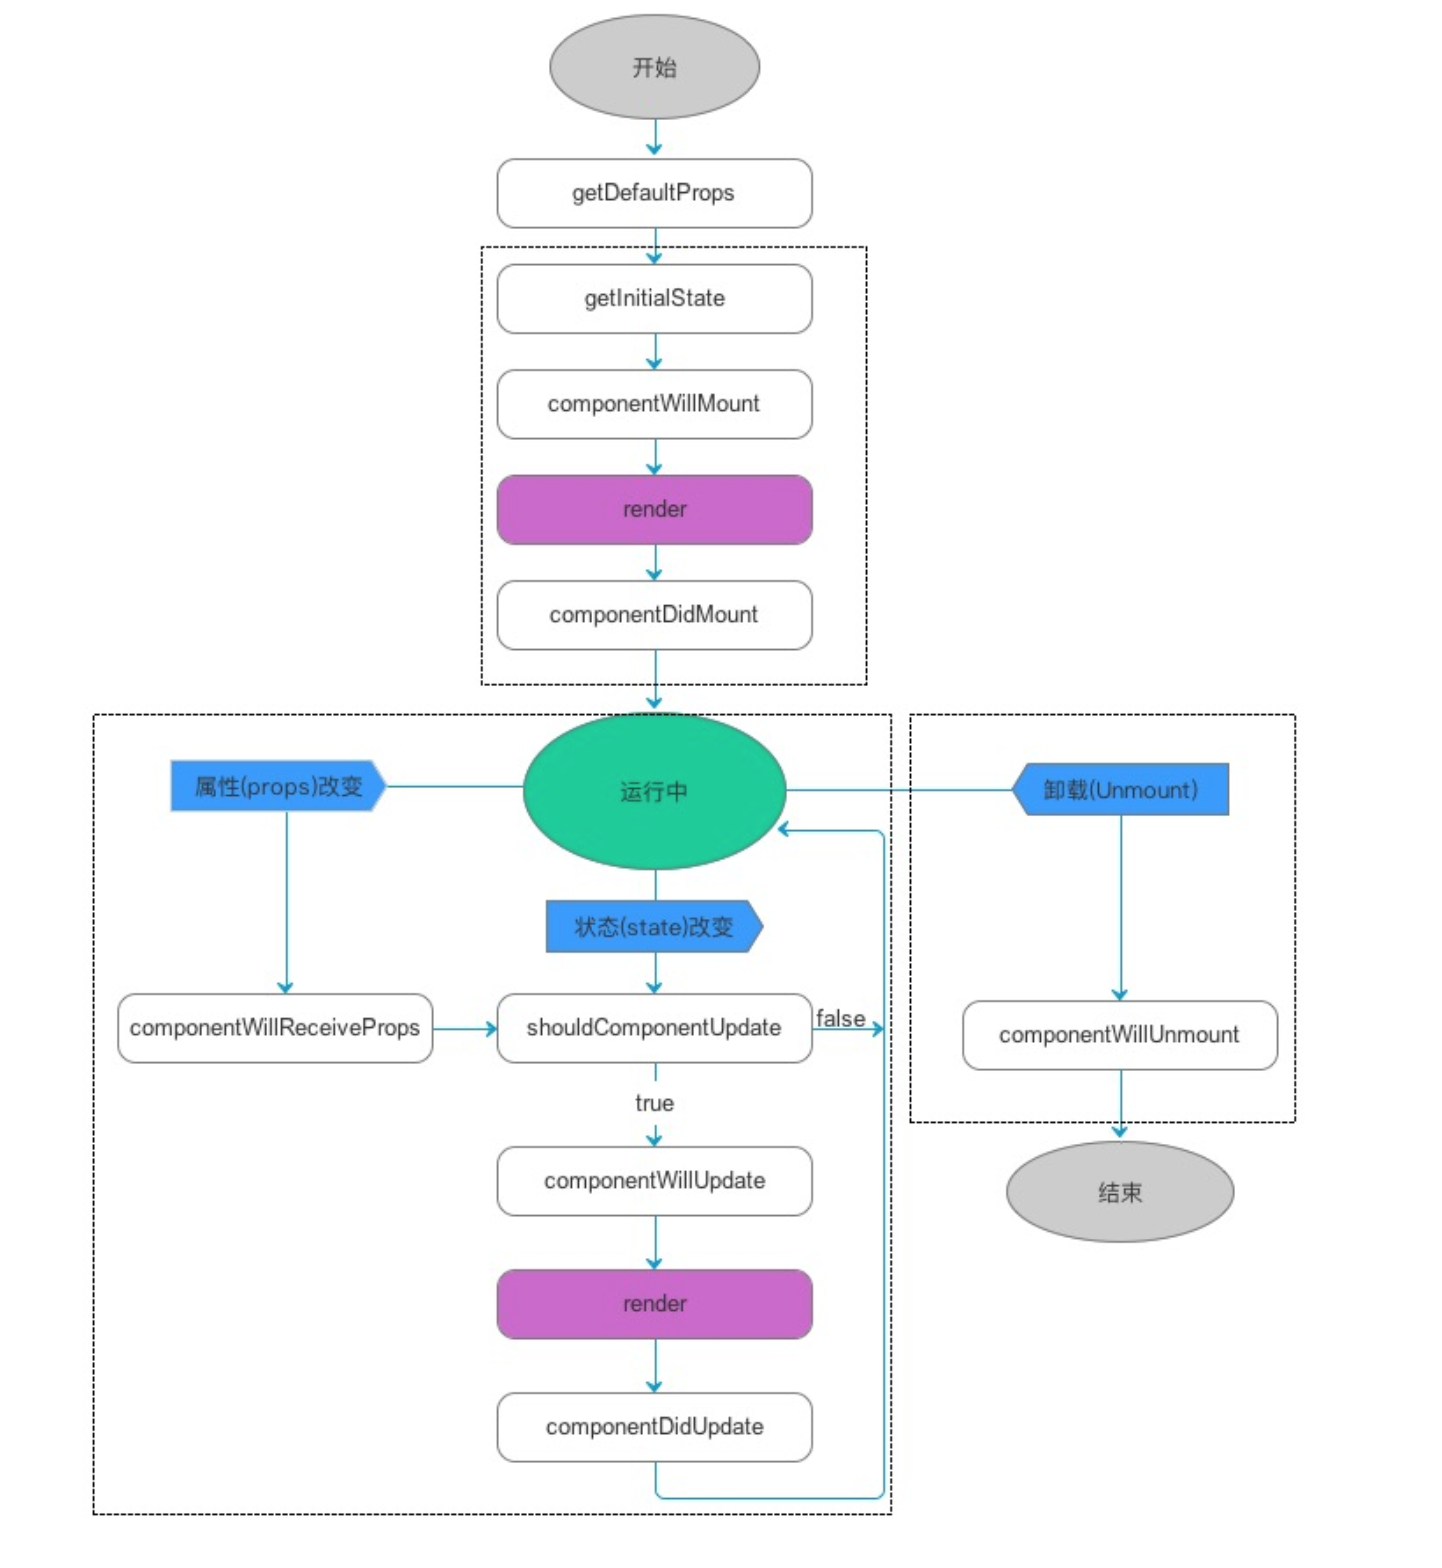 开始
getDefaultProps
getInitialState
componentWillMount
render
componentDidMount
属性(props)改变
运行中
卸载(Unmount)
状态(state)改变
componentWillReceiveProps
shouldComponentUpdate
false
componentWillUnmount
true
componentWillUpdate
结束
render
componentDidUpdate